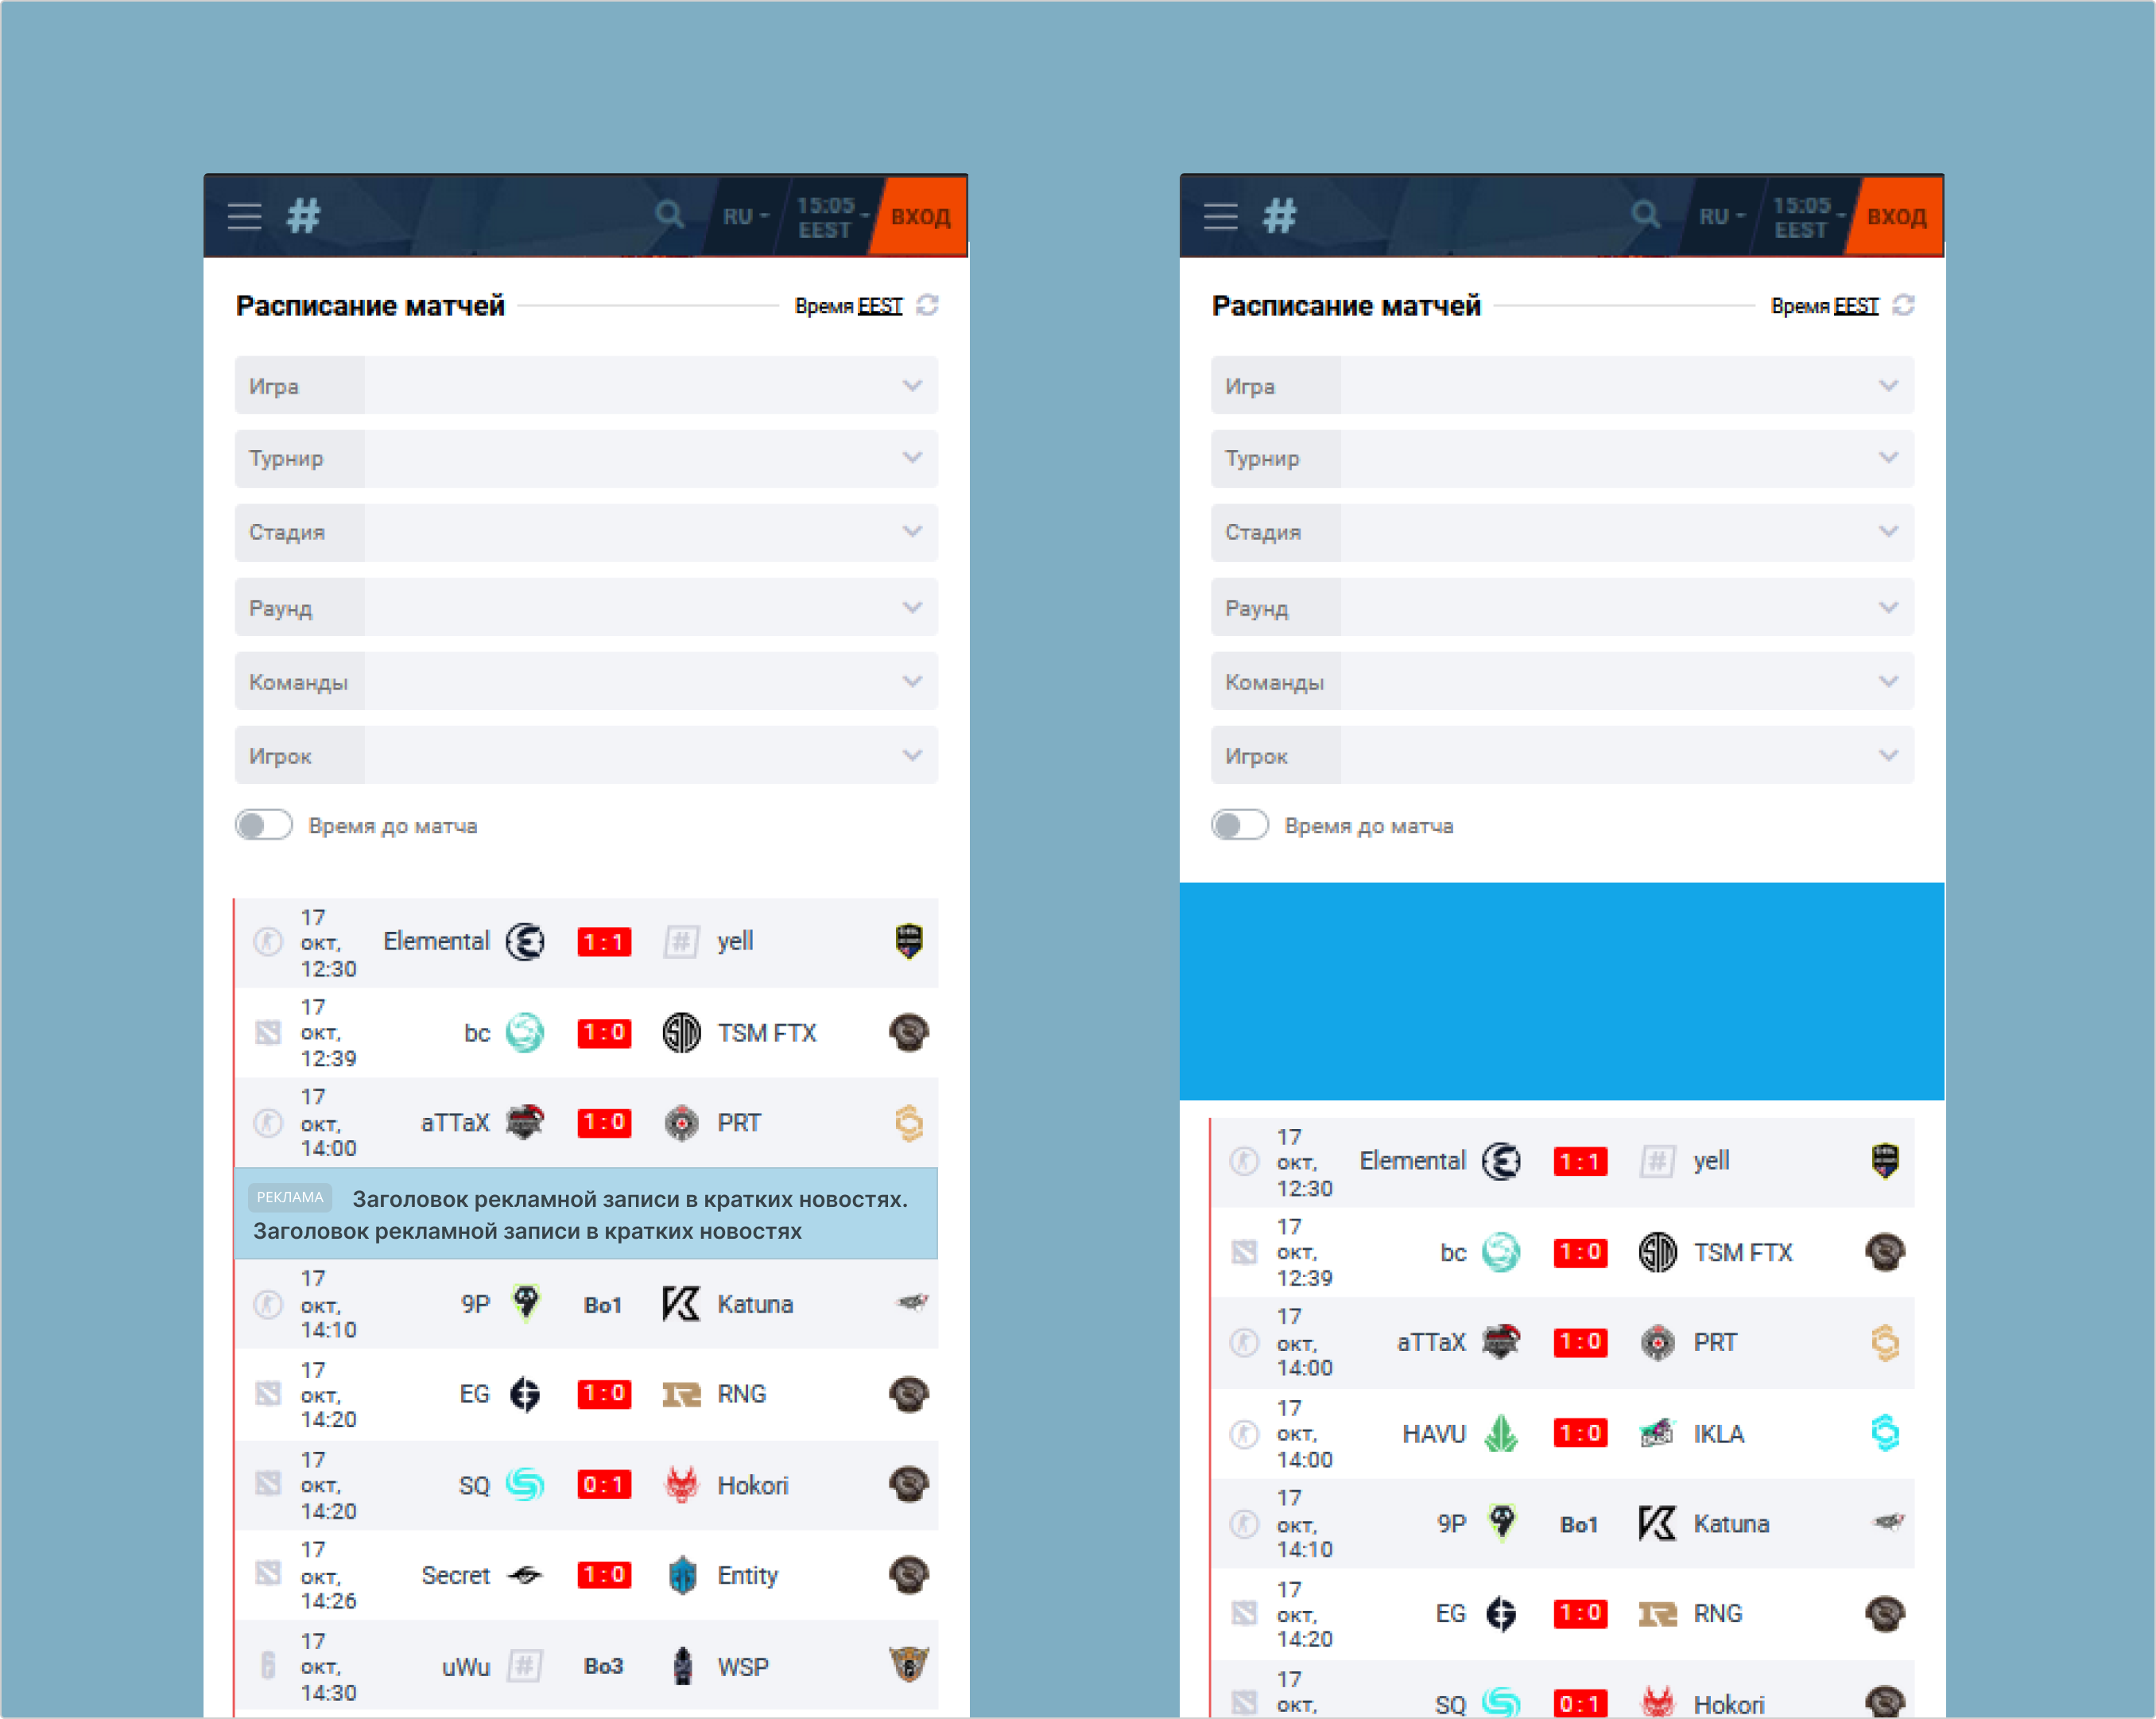 #
RU
15:05
EEST
ВХОД
Расписание матчей
Время EEST
Игра
Турнир
Стадия
Раунд
Команды
Игрок
Время до матча
17
окт,
12:30
Elemental
1 : 1
#
yell
17
окт,
12:39
bc
1 : 0
TSM FTX
17
окт,
14:00
aTTaX
1 : 0
PRT
РЕКЛАМА Заголовок рекламной записи в кратких новостях.
Заголовок рекламной записи в кратких новостях
17
окт,
14:10
9P
Bo1
Katuna
17
окт,
14:20
EG
1 : 0
RNG
17
окт,
14:20
SQ
0 : 1
Hokori
17
окт,
14:26
Secret
1 : 0
Entity
17
окт,
14:30
uWu
#
Bo3
WSP
#
RU
15:05
EEST
ВХОД
Расписание матчей
Время EEST
Игра
Турнир
Стадия
Раунд
Команды
Игрок
Время до матча
17
окт,
12:30
Elemental
1 : 1
#
yell
17
окт,
12:39
bc
1 : 0
TSM FTX
17
окт,
14:00
aTTaX
1 : 0
PRT
17
окт,
14:00
HAVU
1 : 0
IKLA
17
окт,
14:10
9P
Bo1
Katuna
17
окт,
14:20
EG
1 : 0
RNG
17
окт,
SQ
0 : 1
Hokori